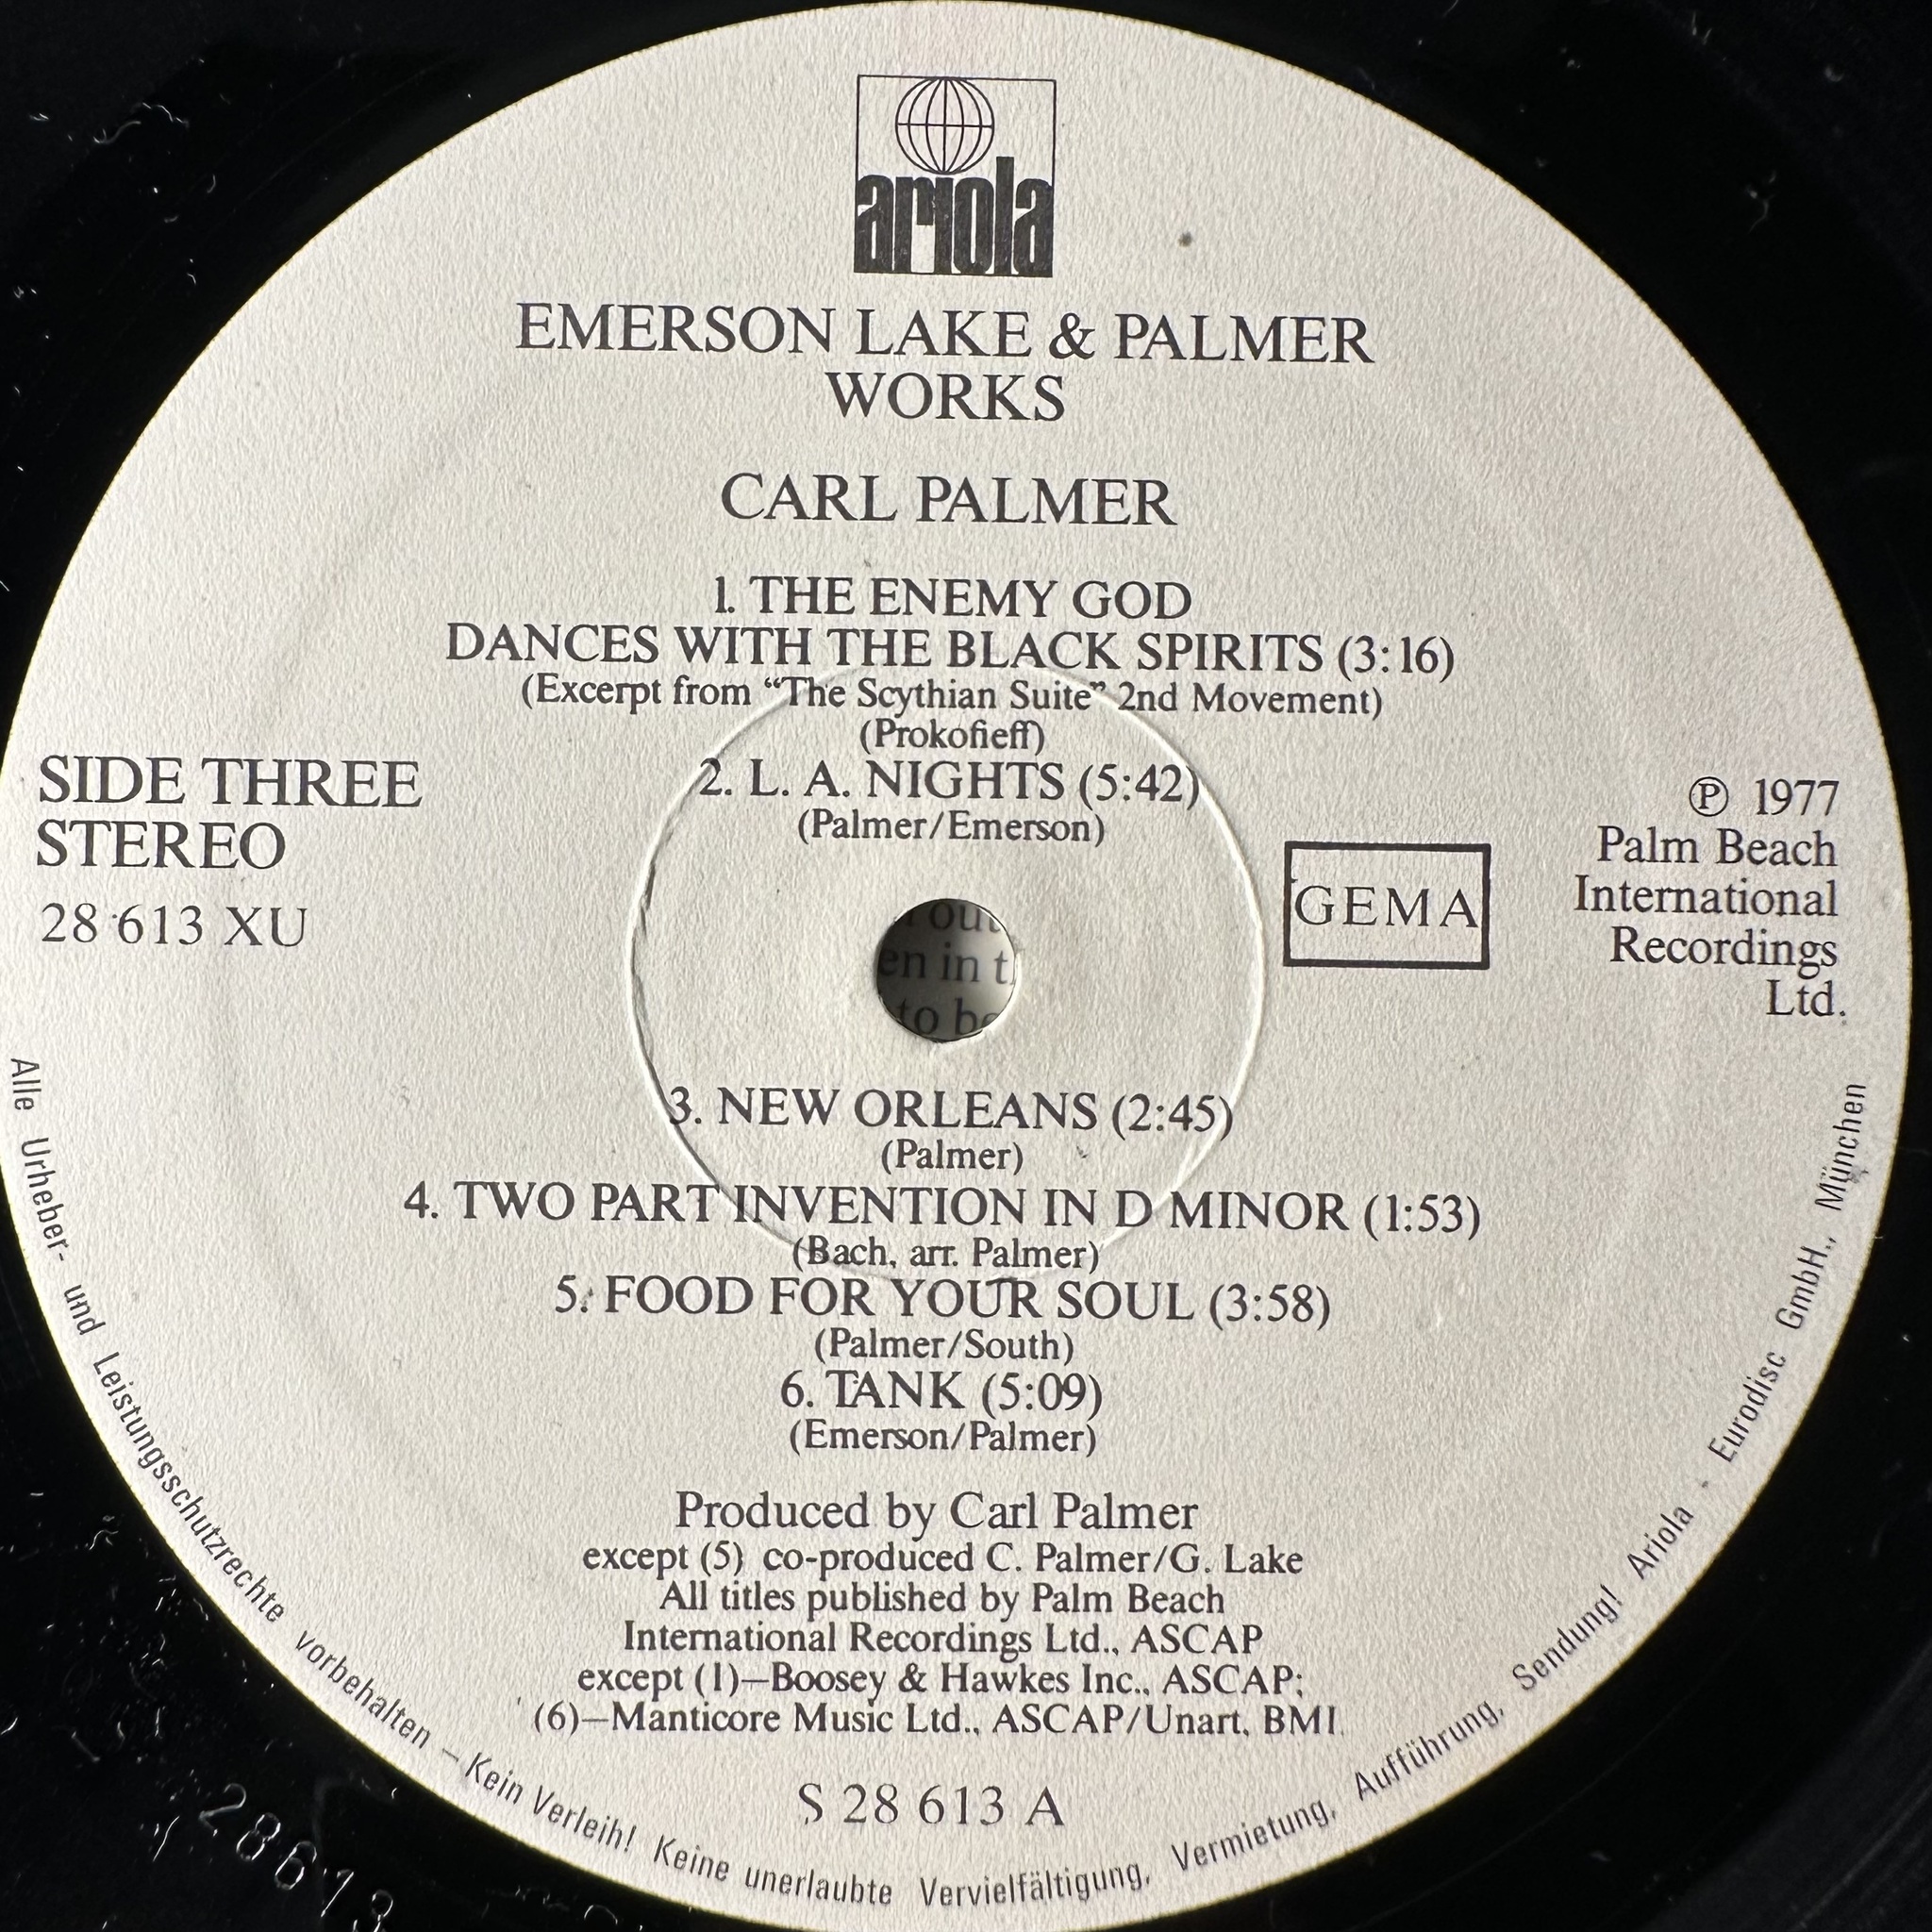 ariola
EMERSON LAKE & PALMER
WORKS
CARL PALMER
1. THE ENEMY GOD
DANCES WITH THE BLACK SPIRITS (3:16)
(Excerpt from “The Scythian Suite” 2nd Movement)
(Prokofieff)
2. L. A. NIGHTS (5:42)
(Palmer/Emerson)
SIDE THREE
STEREO
28 613 XU
GEMA
℗ 1977
Palm Beach
International
Recordings
Ltd.
out
en in t
to be
3. NEW ORLEANS (2:45)
(Palmer)
4. TWO PART INVENTION IN D MINOR (1:53)
(Bach, arr. Palmer)
5. FOOD FOR YOUR SOUL (3:58)
(Palmer/South)
6. TANK (5:09)
(Emerson/Palmer)
Produced by Carl Palmer
except (5) co-produced C. Palmer/G. Lake
All titles published by Palm Beach
International Recordings Ltd., ASCAP
except (1)—Boosey & Hawkes Inc., ASCAP;
(6)—Manticore Music Ltd., ASCAP/Unart, BMI.
S 28 613 A
Alle Urheber- und Leistungsschutzrechte vorbehalten – Kein Verleih! Keine unerlaubte Vervielfältigung, Vermietung, Aufführung, Sendung! Ariola - Eurodisc GmbH., München
28613